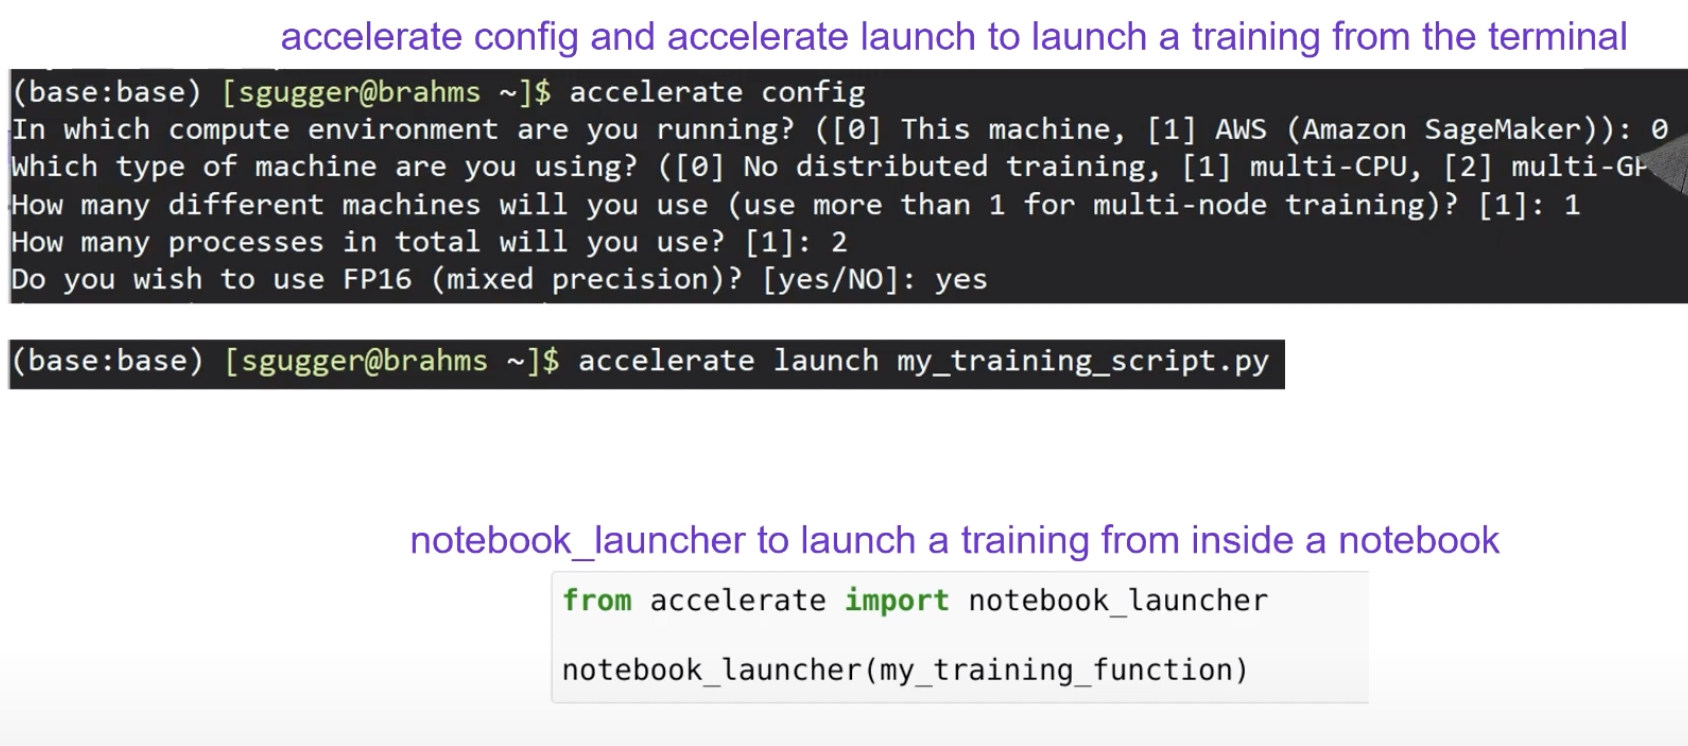 accelerate config and accelerate launch to launch a training from the terminal
(base:base) [sgugger@brahms ~]$ accelerate config
In which compute environment are you running? ([0] This machine, [1] AWS (Amazon SageMaker)): 0
Which type of machine are you using? ([0] No distributed training, [1] multi-CPU, [2]
How many different machines will you use (use more than 1 for multi-node training)? [1]: 1
How many processes in total will you use? [1]: 2
Do you wish to use FP16 (mixed precision)? [yes/NO]: yes
(base:base) [sgugger@brahms ~]$ accelerate launch my_training_script.py
notebook_launcher to launch a training from inside a notebook
from accelerate import notebook_launcher
notebook_launcher(my_training_function)